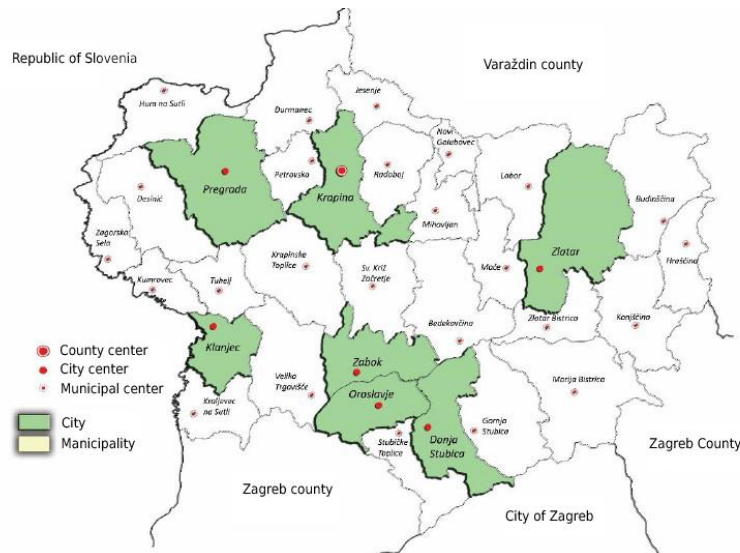 Republic of Slovenia
Varaždin county
Hum na Sutli
Jesenje
Durmanec
Novi
Golubovec
Petrovsko
Radoboj
Lobor
Pregrada
Krapina
Desinić
Budinščina
Mihovljan
Zagorska
Sela
Zlatar
Hrašćina
Krapinske
Toplice
Sv. Križ
Začretje
Mače
Kumrovec
Tuhelj
Zlatar Bistrica
Konjščina
Bedekovčina
Klanjec
County center
City center
Municipal center
Zabok
Veliko
Trgovišće
Oroslavje
Marija Bistrica
Kraljevec
na Sutli
City
Manicipality
Gornja
Stubica
Donja
Stubica
Stubičke
Toplice
Zagreb County
Zagreb county
City of Zagreb